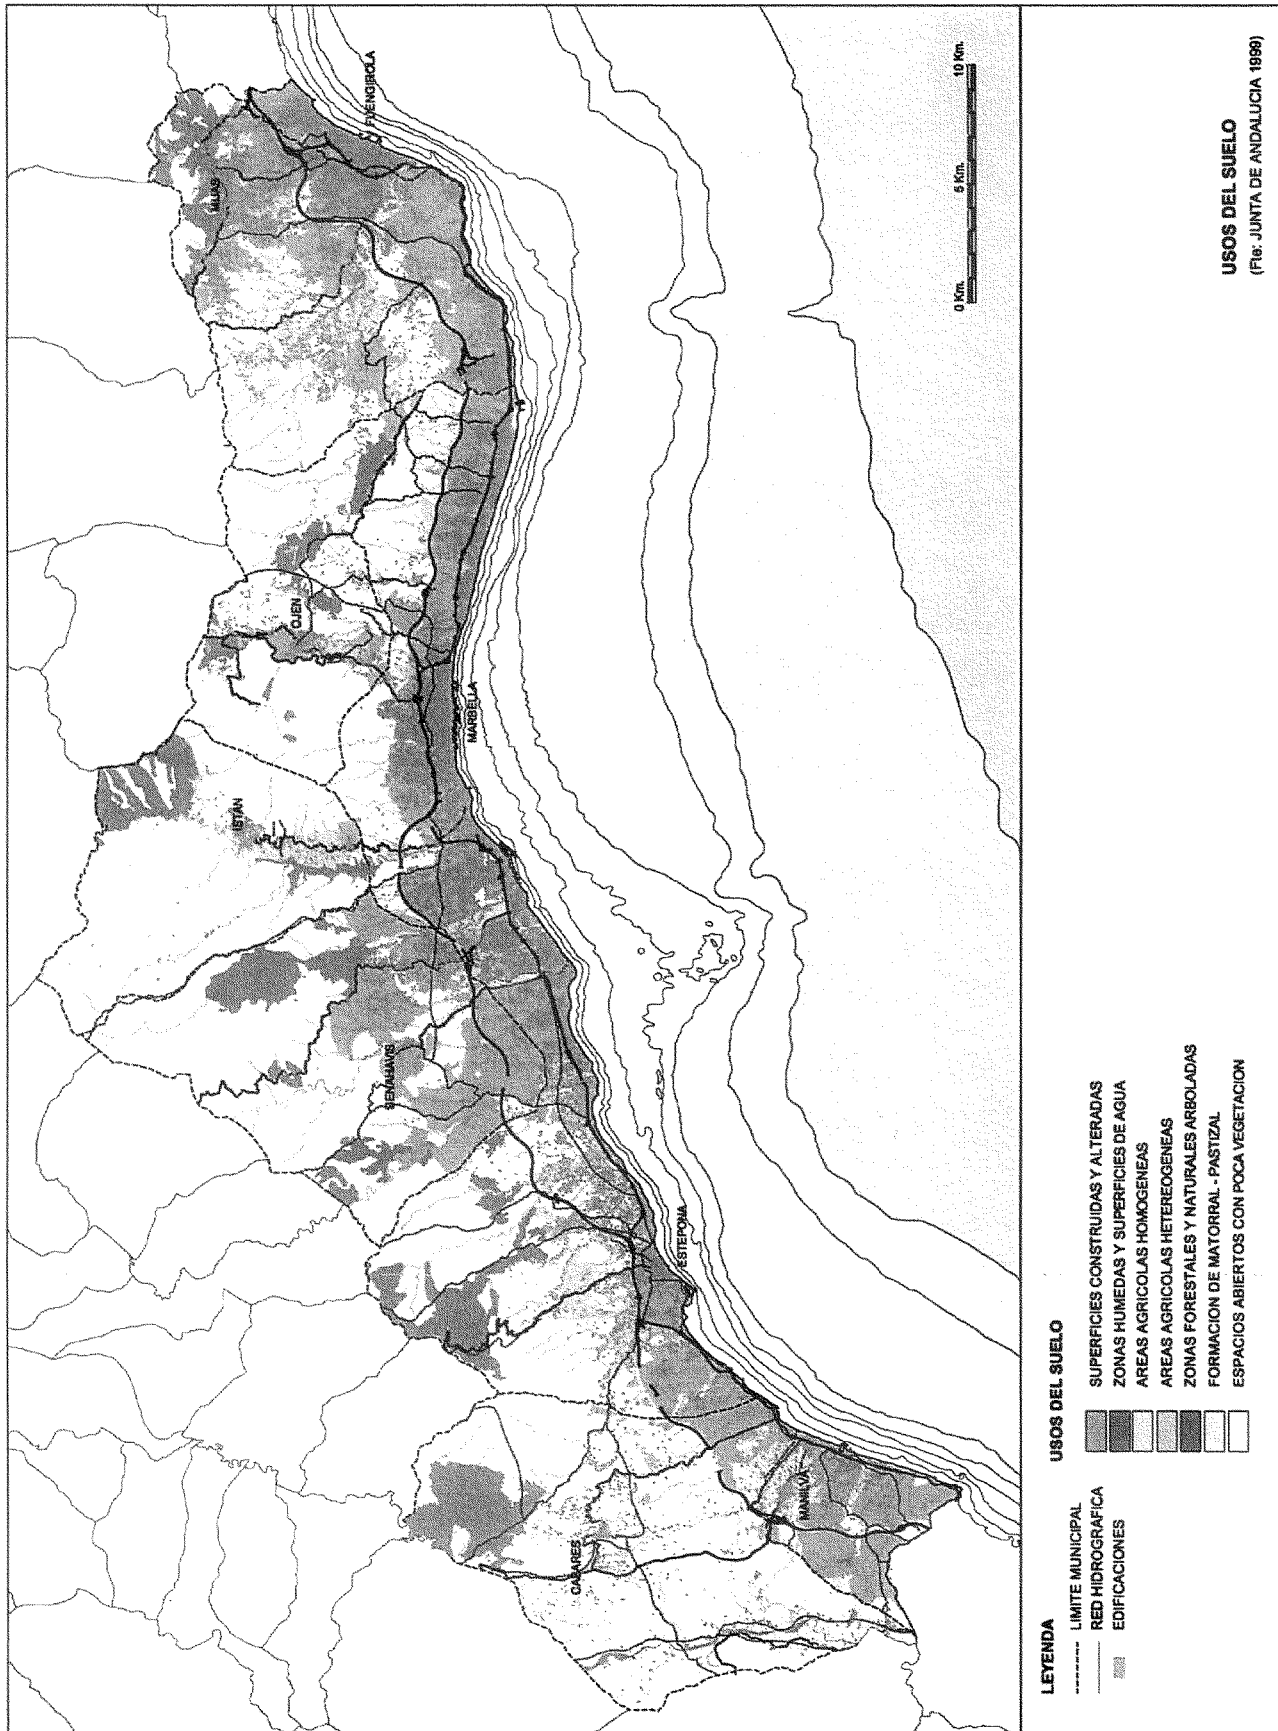 MIJAS
FUENGIROLA
OJEN
MARBELLA
ISTAN
BENAHAVIS
ESTEPONA
CASARES
MANILVA
0 Km.
5 Km.
10 Km.
LEYENDA
LIMITE MUNICIPAL
RED HIDROGRAFICA
EDIFICACIONES
USOS DEL SUELO
SUPERFICIES CONSTRUIDAS Y ALTERADAS
ZONAS HUMEDAS Y SUPERFICIES DE AGUA
AREAS AGRICOLAS HOMOGENEAS
AREAS AGRICOLAS HETEREOGENEAS
ZONAS FORESTALES Y NATURALES ARBOLADAS
FORMACION DE MATORRAL - PASTIZAL
ESPACIOS ABIERTOS CON POCA VEGETACION
USOS DEL SUELO
(Fte: JUNTA DE ANDALUCIA 1999)